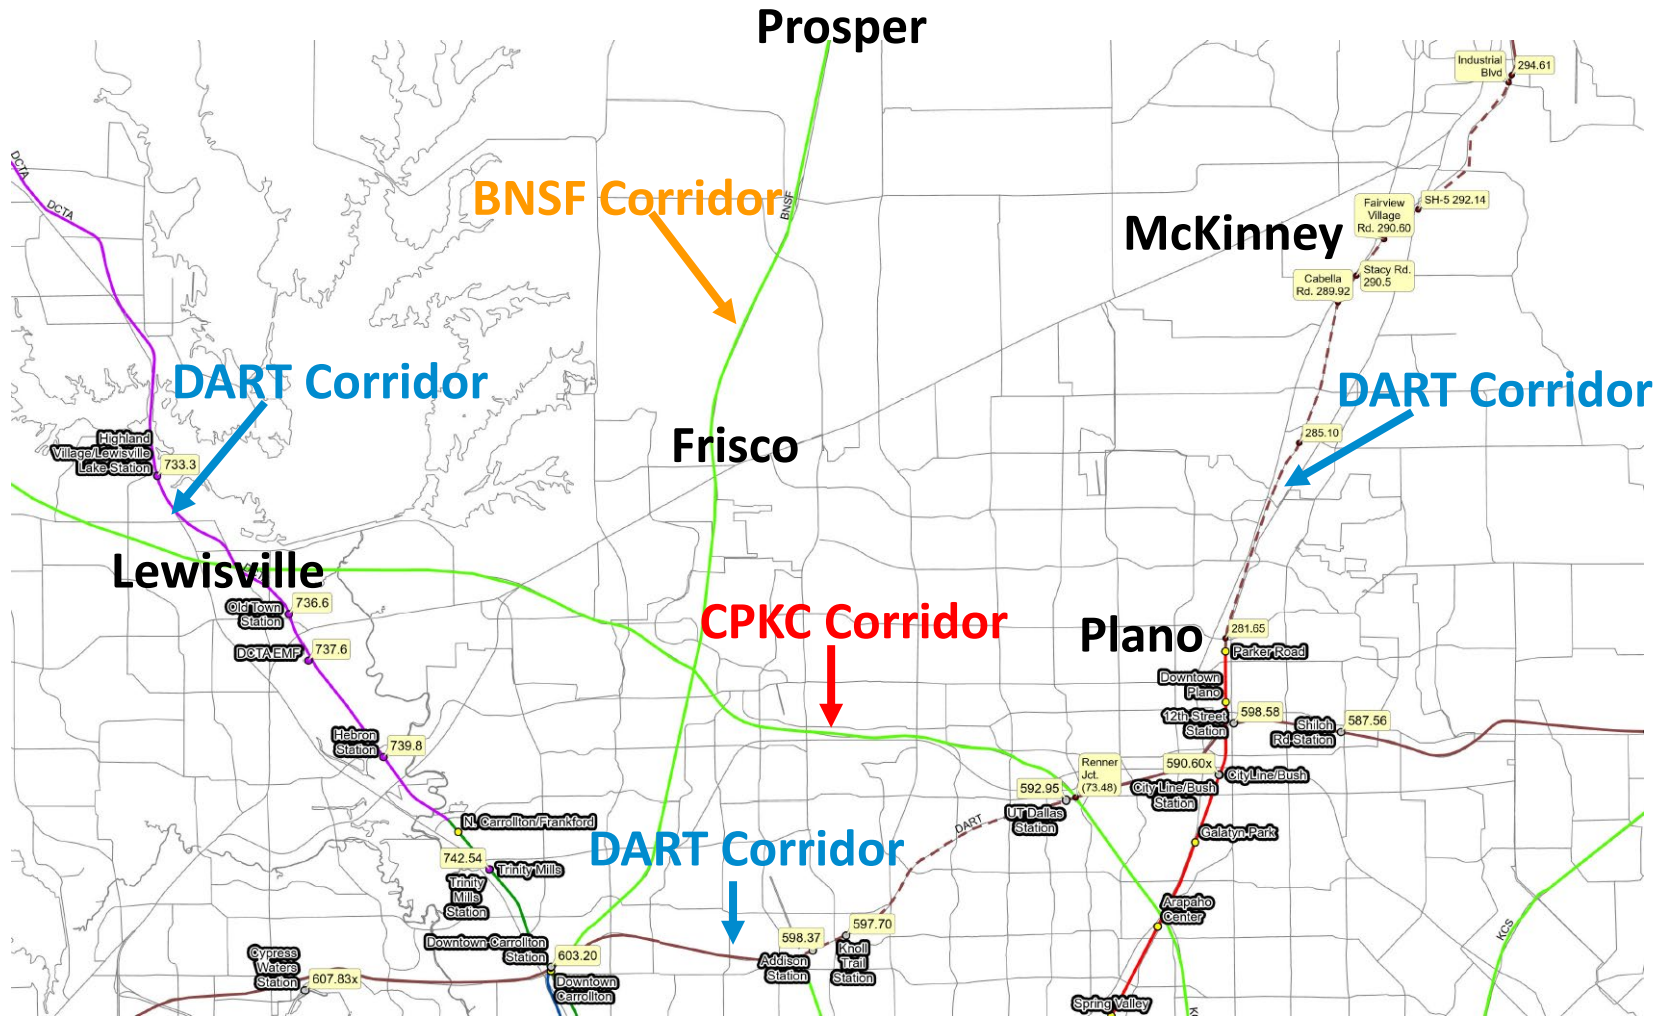 Prosper
Industrial
Blvd
294.61
DCTA
DCTA
BNSF Corridor
BNSF
SH-5 292.14
Fairview
Village
Rd. 290.60
McKinney
Stacy Rd.
290.5
Cabella
Rd. 289.92
DART Corridor
DART Corridor
Highland
Village/Lewisville
Lake Station
733.3
Frisco
285.10
Lewisville
Old Town
Station
736.6
CPKC Corridor
Plano
281.65
Parker Road
DCTA EMF
737.6
Downtown
Plano
12th Street
Station
598.58
Shiloh
Rd Station
587.56
Hebron
Station
739.8
Renner
Jct.
(73.48)
590.60x
CityLine/Bush
City Line/Bush
Station
592.95
UT Dallas
Station
N. Carrollton/Frankford
DART
Galatyn Park
DART Corridor
742.54
Trinity Mills
Trinity
Mills
Station
Arapaho
Center
597.70
598.37
Knoll
Trail
Station
Addison
Station
KCS
Downtown Carrollton
Station
603.20
Cypress
Waters
Station
607.83x
Downtown
Carrollton
Spring Valley